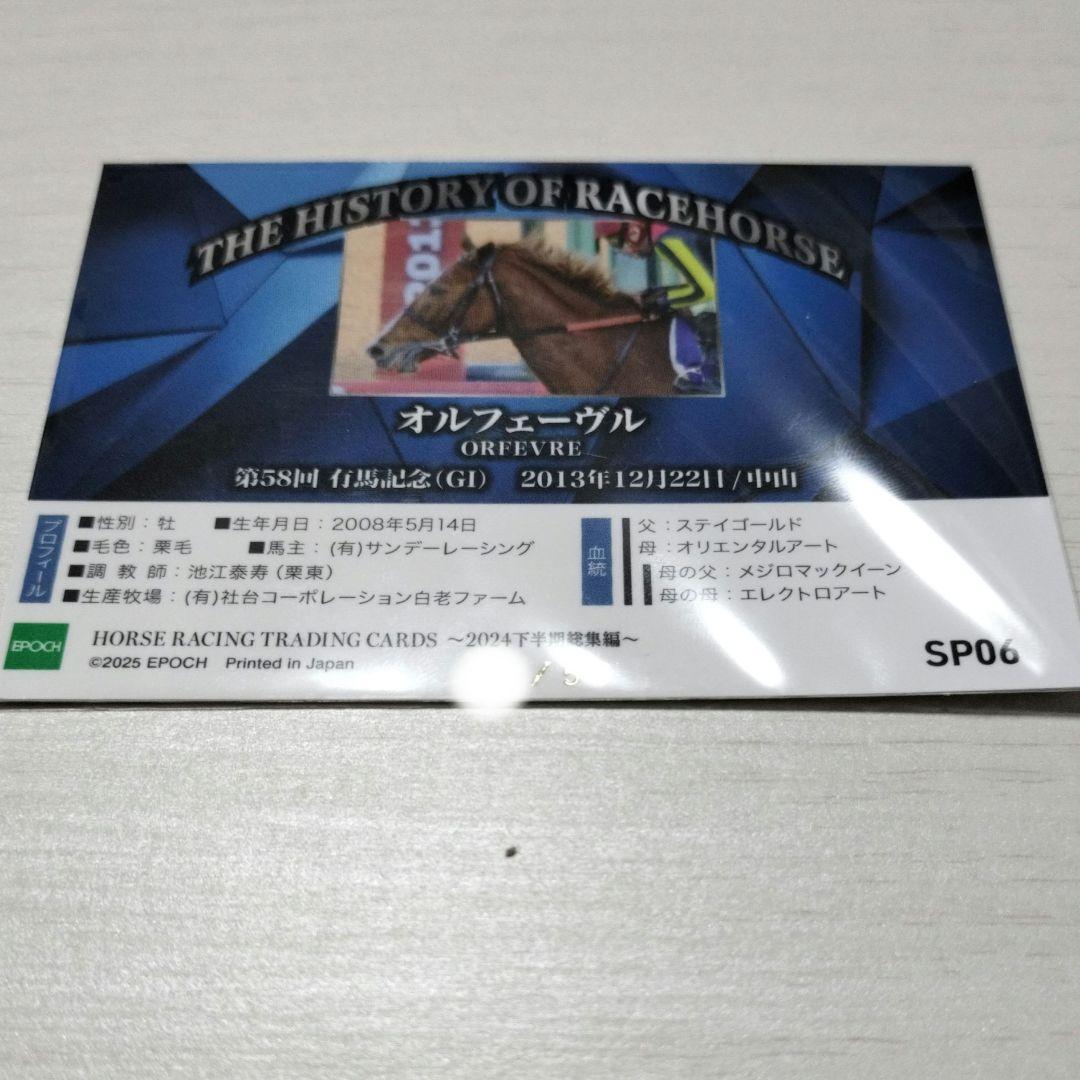 THE HISTORY OF RACEHORSE
2013
オルフェーヴル
ORFEVRE
第58回 有馬記念(GI) 2013年12月22日/中山
プロフィール
■性別：牡 ■生年月日：2008年5月14日
■毛色：栗毛 ■馬主：(有)サンデーレーシング
■調教師：池江泰寿(栗東)
■生産牧場：(有)社台コーポレーション白老ファーム
血統
父：ステイゴールド
母：オリエンタルアート
母の父：メジロマックイーン
母の母：エレクトロアート
EPOCH
HORSE RACING TRADING CARDS ～2024下半期総集編～
©2025 EPOCH Printed in Japan
/ 5
SP06